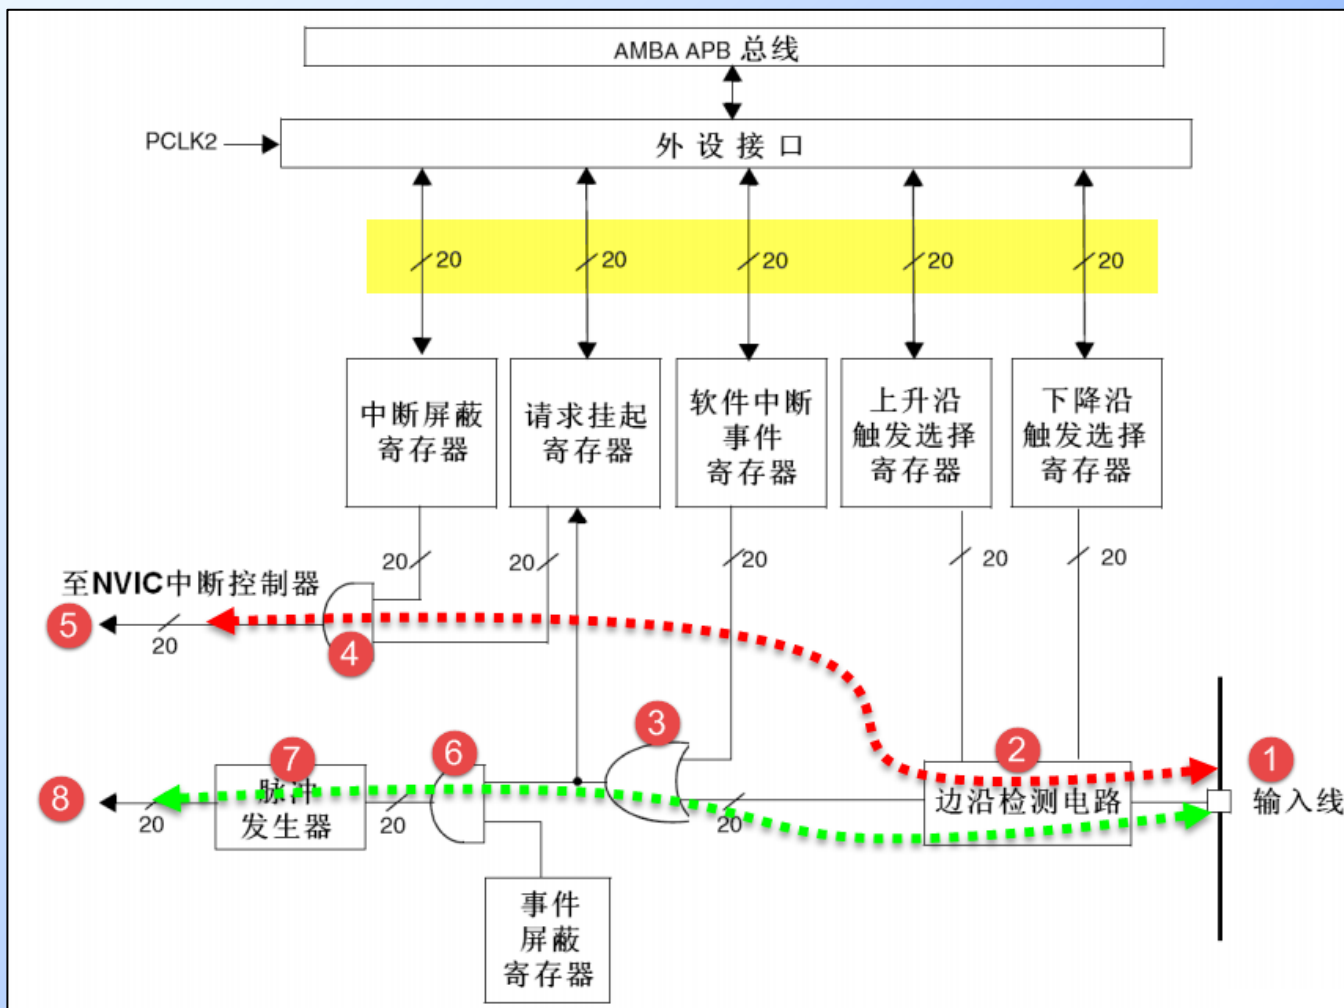 AMBA APB 总线
PCLK2
外设接口
20 20 20 20 20
中断屏蔽
寄存器
请求挂起
寄存器
软件中断
事件
寄存器
上升沿
触发选择
寄存器
下降沿
触发选择
寄存器
20 20 20 20 20
至NVIC中断控制器
5
20
4
3
2
1
输入线
边沿检测电路
20
6
20
7
脉冲
发生器
8
20
事件
屏蔽
寄存器